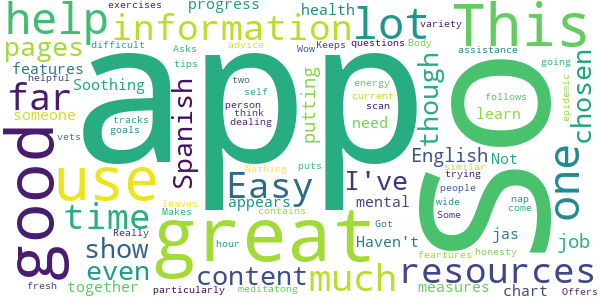 exercises
progress
help
information
health
lot
variety
This
pages
difficult
Asks
advice
Wow
Keeps
questions
Body
assistance
features
helpful
tips
app
so
going
Soothing
far
someone
Spanish
two
self
person
think
dealing
energy
current
scan
putting
though
need
follows
learn
epidemic
chosen
tracks
goals
vets
good
English
Not
one
similar
trying
use
Easy
I've
people
Nothing
puts
mental
wide
Some
nap
come
time
leaves
Makes
appears
contains
Got
great
Haven't
jas
job
Really
hour
show
feartures
honesty
even
content
much
resources
together
measures
chart
fresh
particularly
meditatong
Offers